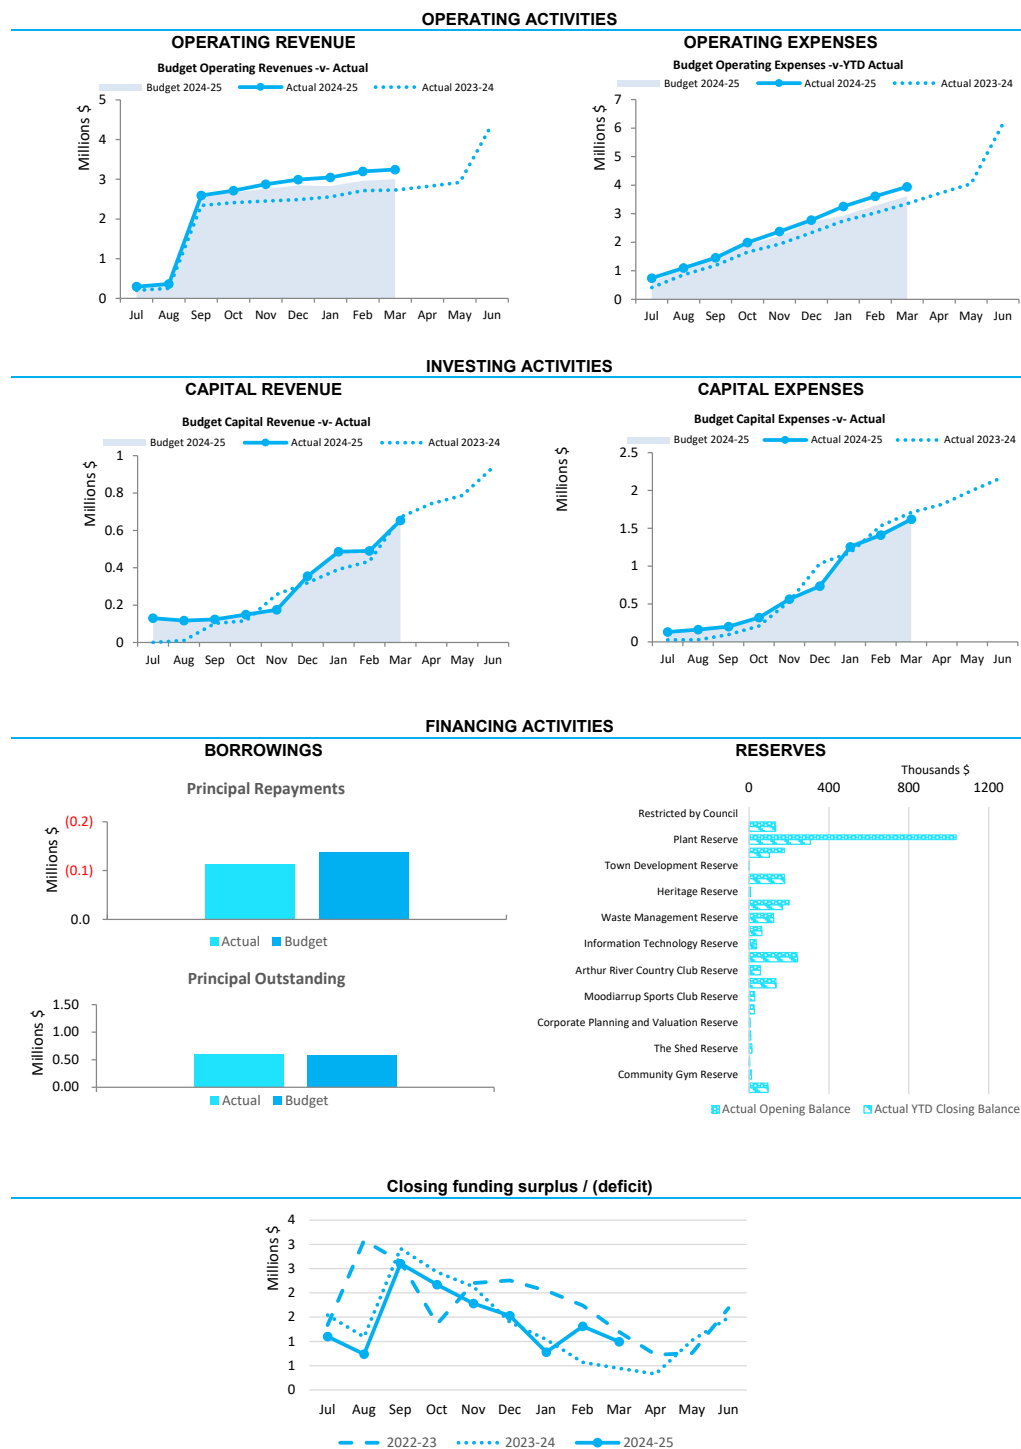 OPERATING ACTIVITIES
OPERATING REVENUE
Budget Operating Revenues -v- Actual
Budget 2024-25 Actual 2024-25 Actual 2023-24
Millions $
5
4
3
2
1
0
Jul Aug Sep Oct Nov Dec Jan Feb Mar Apr May Jun
OPERATING EXPENSES
Budget Operating Expenses -v-YTD Actual
Budget 2024-25 Actual 2024-25 Actual 2023-24
Millions $
7
6
5
4
3
2
1
0
Jul Aug Sep Oct Nov Dec Jan Feb Mar Apr May Jun
INVESTING ACTIVITIES
CAPITAL REVENUE
Budget Capital Revenue -v- Actual
Budget 2024-25 Actual 2024-25 Actual 2023-24
Millions $
1
0.8
0.6
0.4
0.2
0
Jul Aug Sep Oct Nov Dec Jan Feb Mar Apr May Jun
CAPITAL EXPENSES
Budget Capital Expenses -v- Actual
Budget 2024-25 Actual 2024-25 Actual 2023-24
Millions $
2.5
2
1.5
1
0.5
0
Jul Aug Sep Oct Nov Dec Jan Feb Mar Apr May Jun
FINANCING ACTIVITIES
BORROWINGS
Principal Repayments
Millions $
(0.2)
(0.1)
0.0
Actual Budget
Principal Outstanding
Millions $
1.50
1.00
0.50
0.00
Actual Budget
RESERVES
Thousands $
0 400 800 1200
Restricted by Council
Plant Reserve
Town Development Reserve
Heritage Reserve
Waste Management Reserve
Information Technology Reserve
Arthur River Country Club Reserve
Moodiarrup Sports Club Reserve
Corporate Planning and Valuation Reserve
The Shed Reserve
Community Gym Reserve
Actual Opening Balance Actual YTD Closing Balance
Closing funding surplus / (deficit)
Millions $
4
3
3
2
2
1
1
0
Jul Aug Sep Oct Nov Dec Jan Feb Mar Apr May Jun
2022-23 2023-24 2024-25